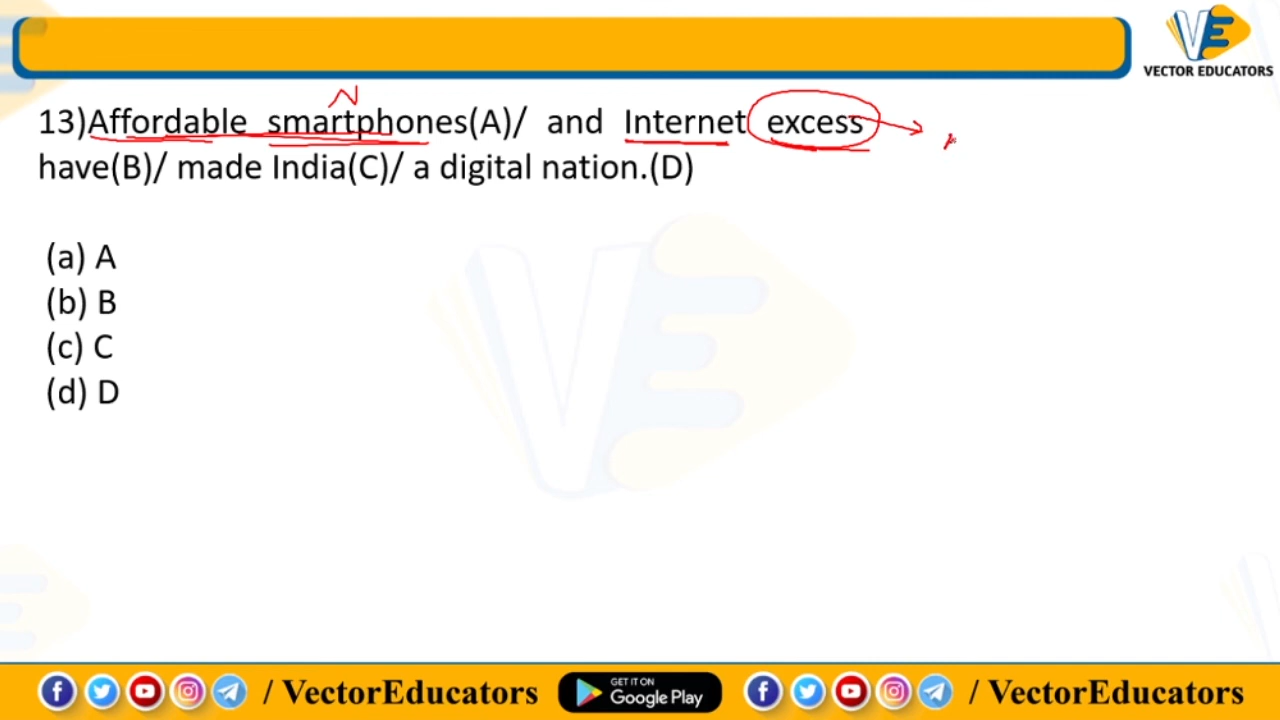 VE
VECTOR EDUCATORS
N
13)Affordable smartphones(A)/ and Internet excess
have(B)/ made India(C)/ a digital nation.(D)
(a) A
(b) B
(c) C
(d) D
/ VectorEducators
GET IT ON
Google Play
/ VectorEducators